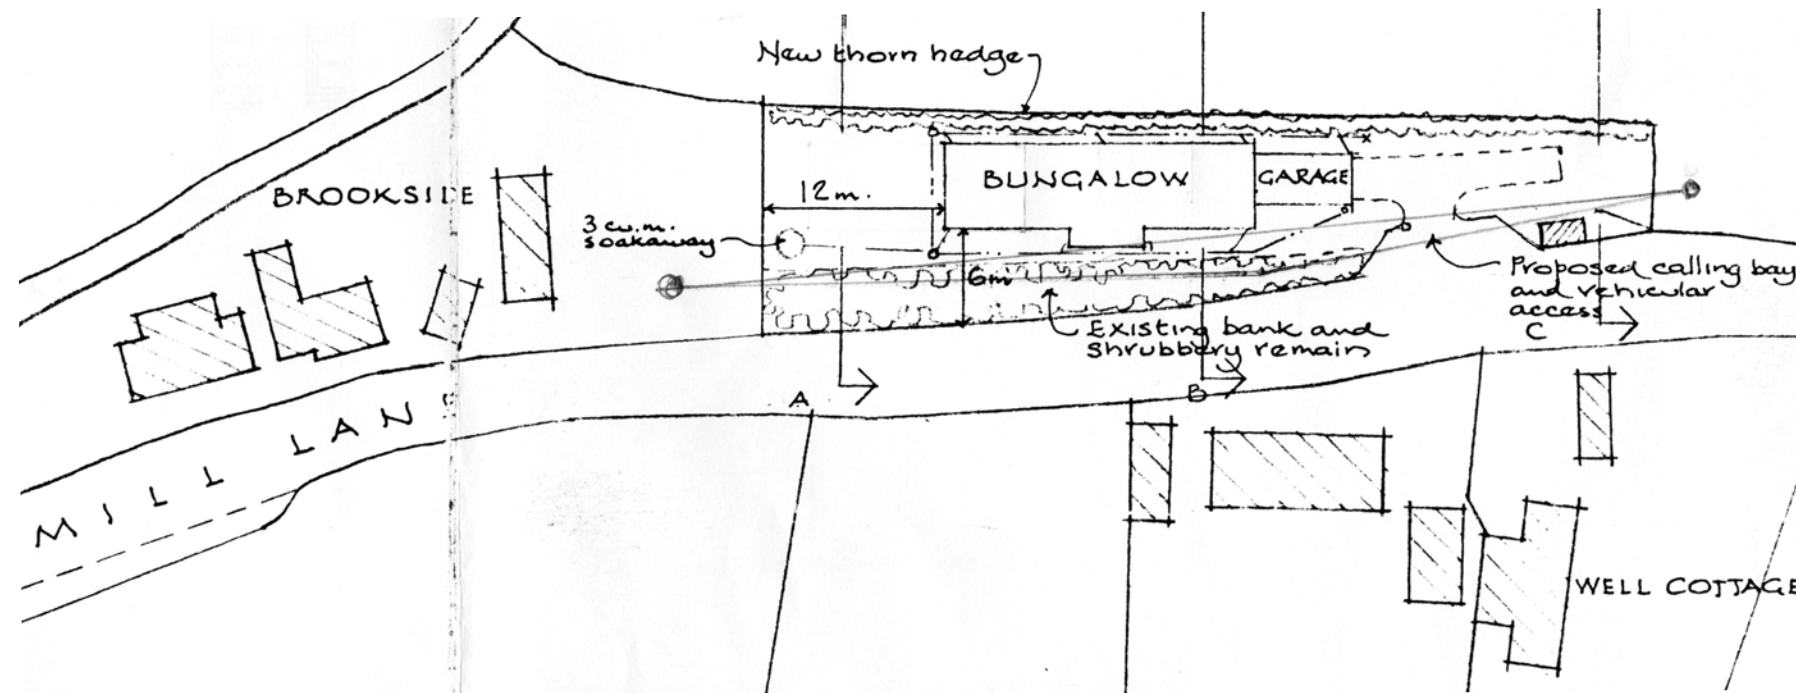 New thorn hedge
BROOKSIDE
12m.
BUNGALOW
GARAGE
3 cu.m.
soakaway
6m
Proposed calling bay
and vehicular
access
Existing bank and
shrubbery remain
A
B
C
MILL LANE
WELL COTTAGE